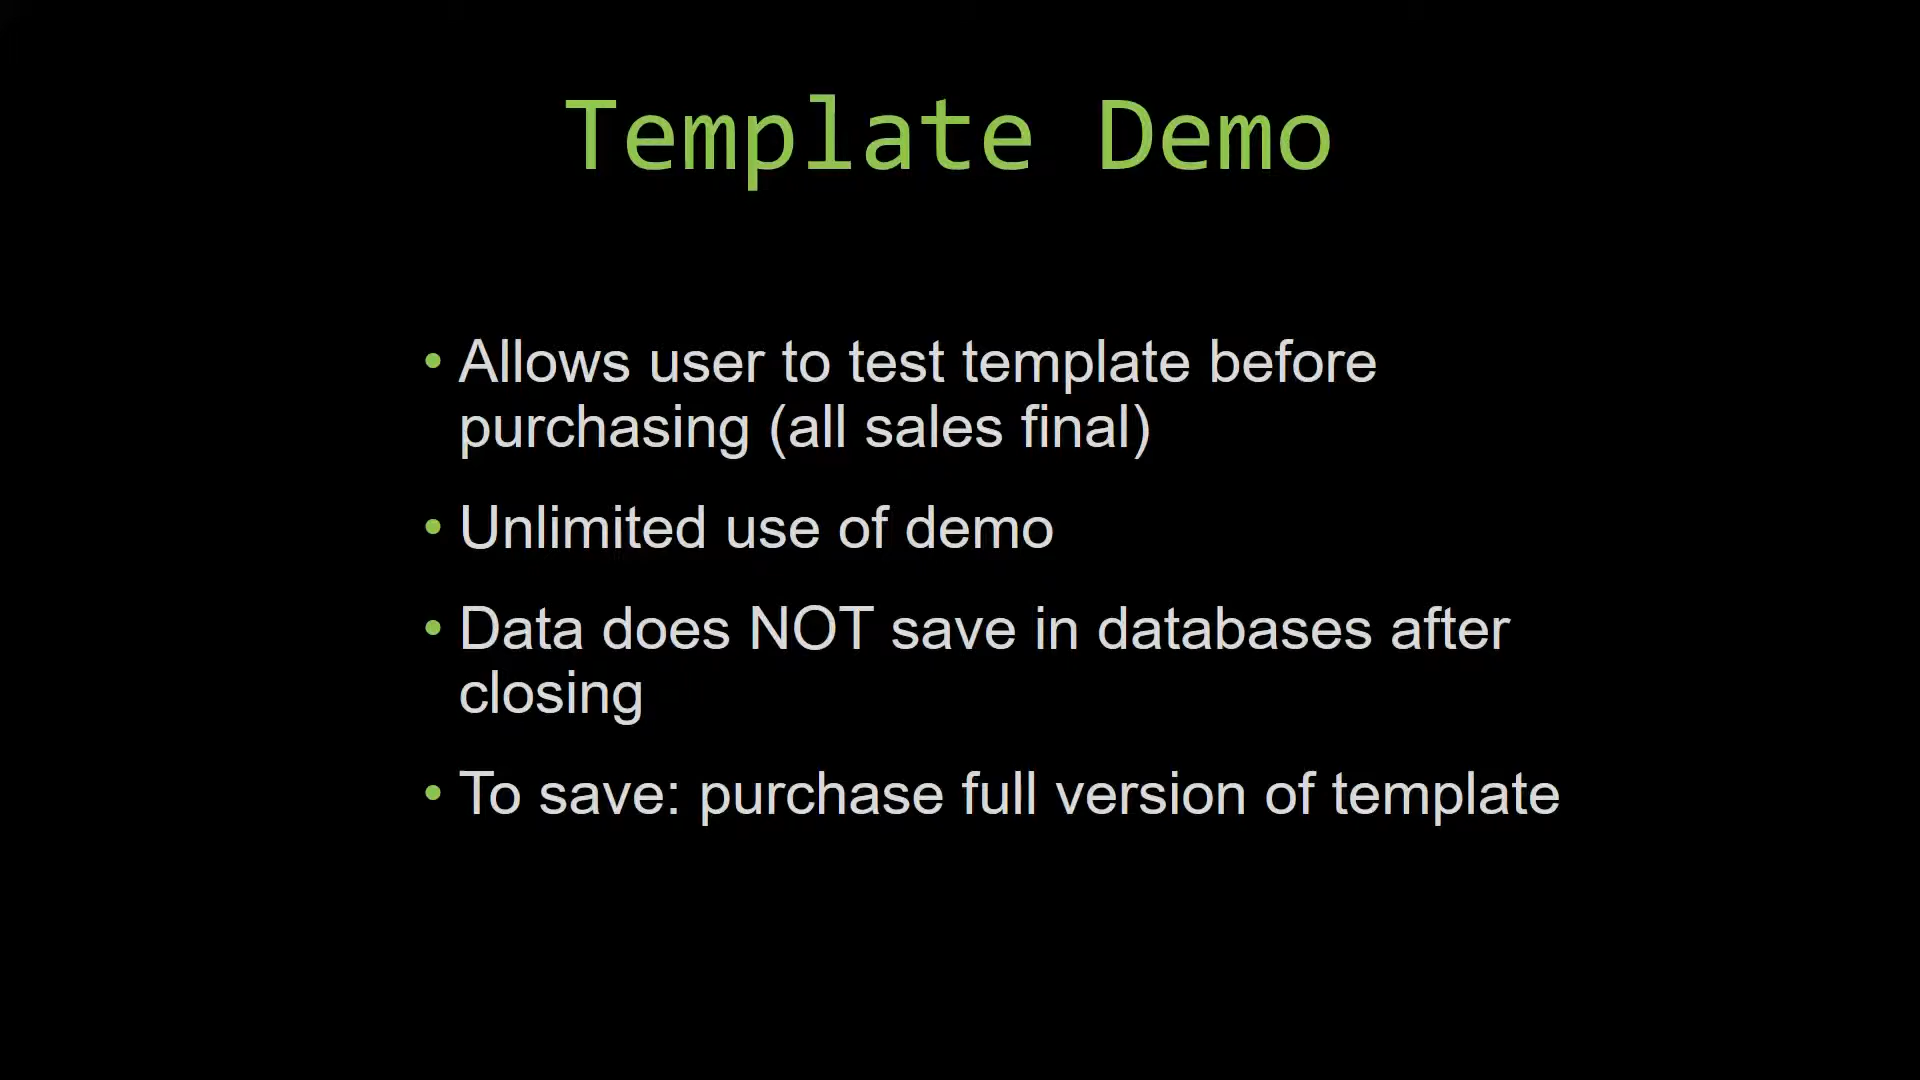 Template Demo
• Allows user to test template before
purchasing (all sales final)
• Unlimited use of demo
• Data does NOT save in databases after
closing
• To save: purchase full version of template